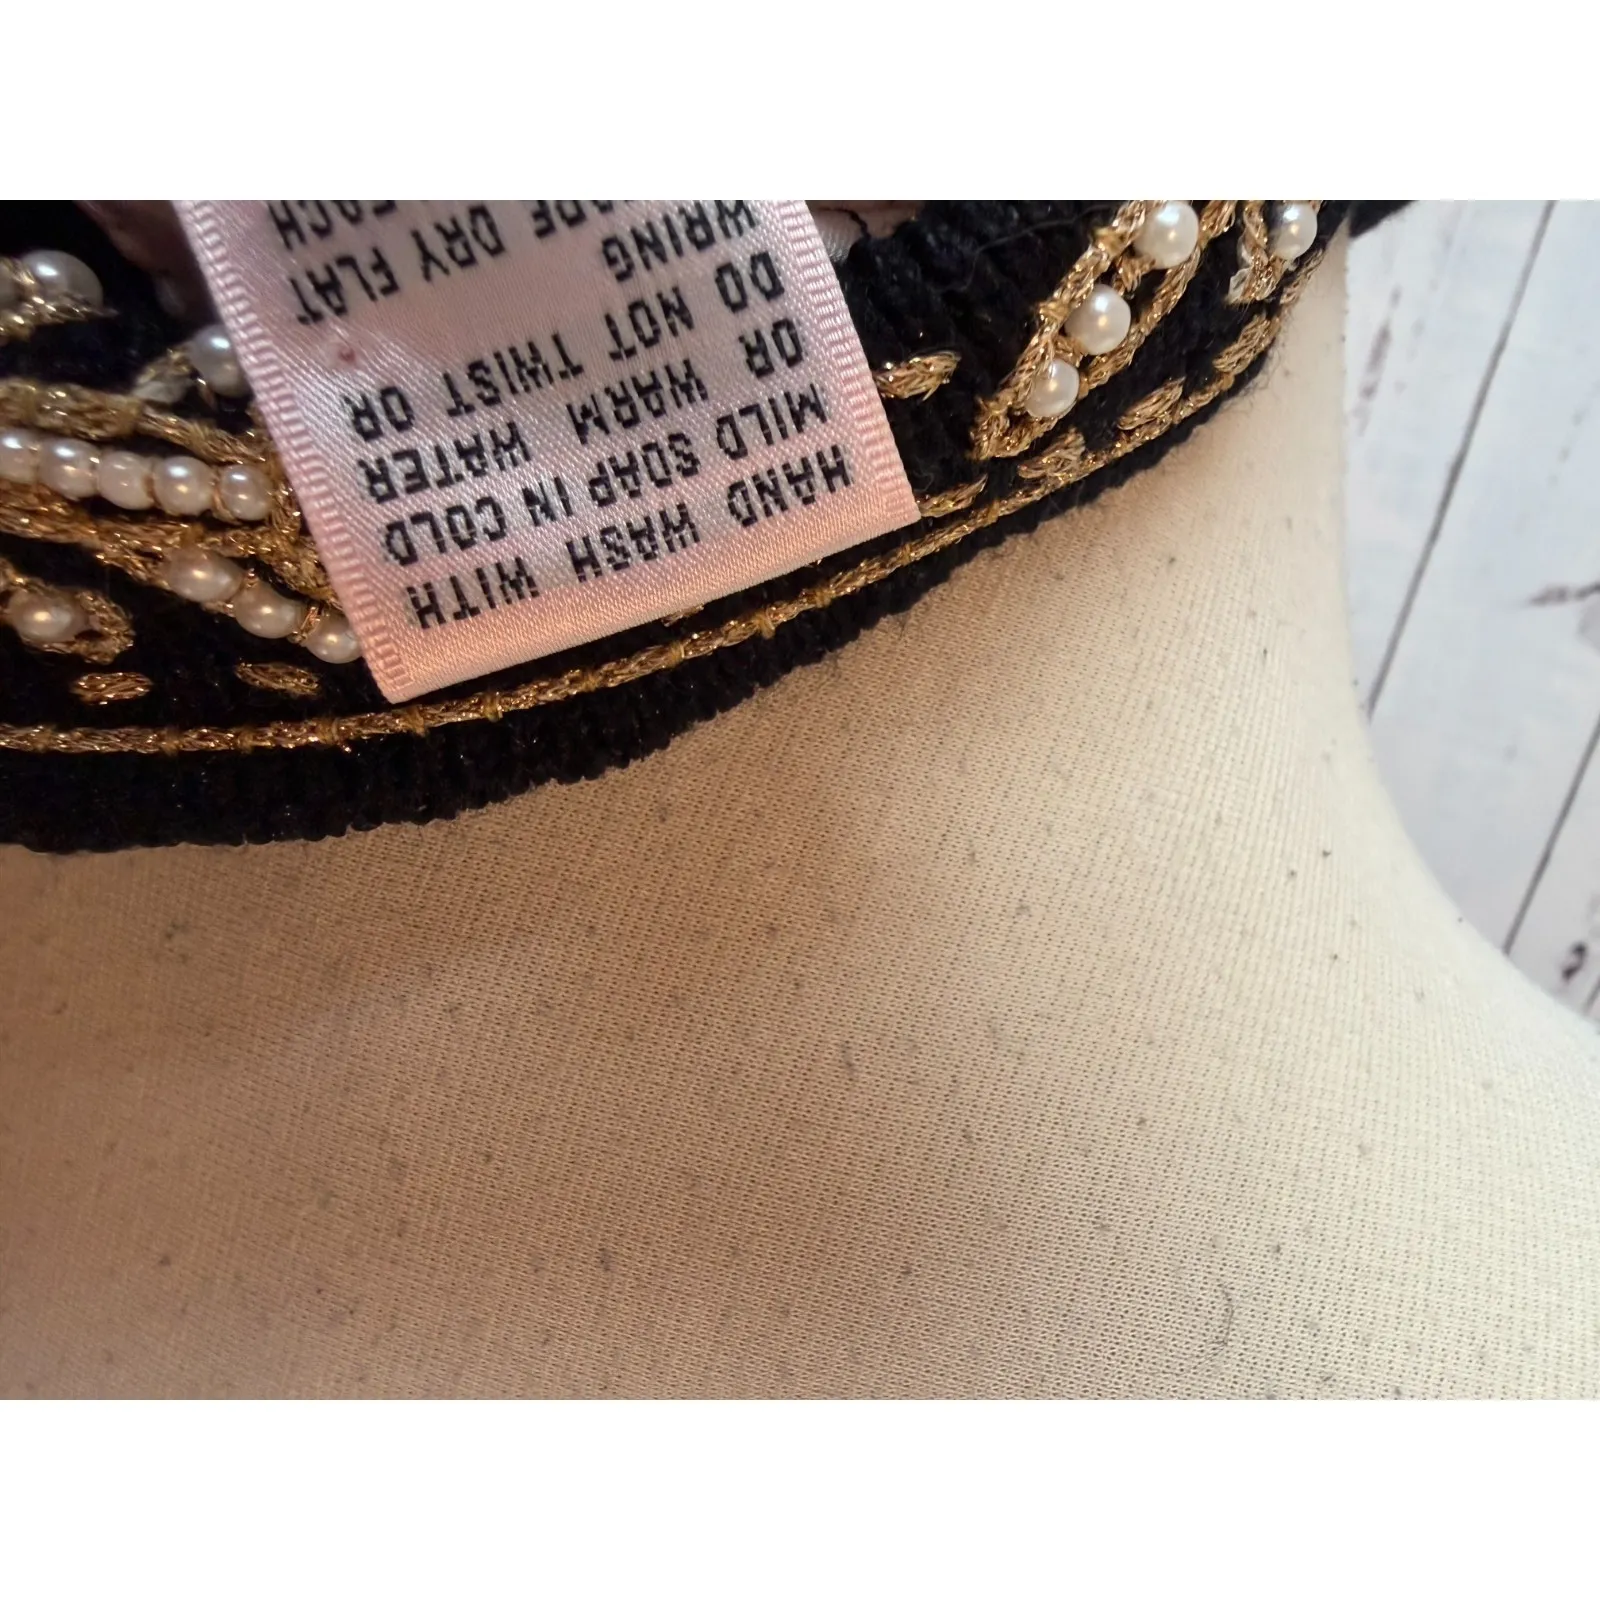 HAND WASH WITH
MILD SOAP IN COLD
OR WARM WATER
DO NOT TWIST OR
WRING
DRY FLAT